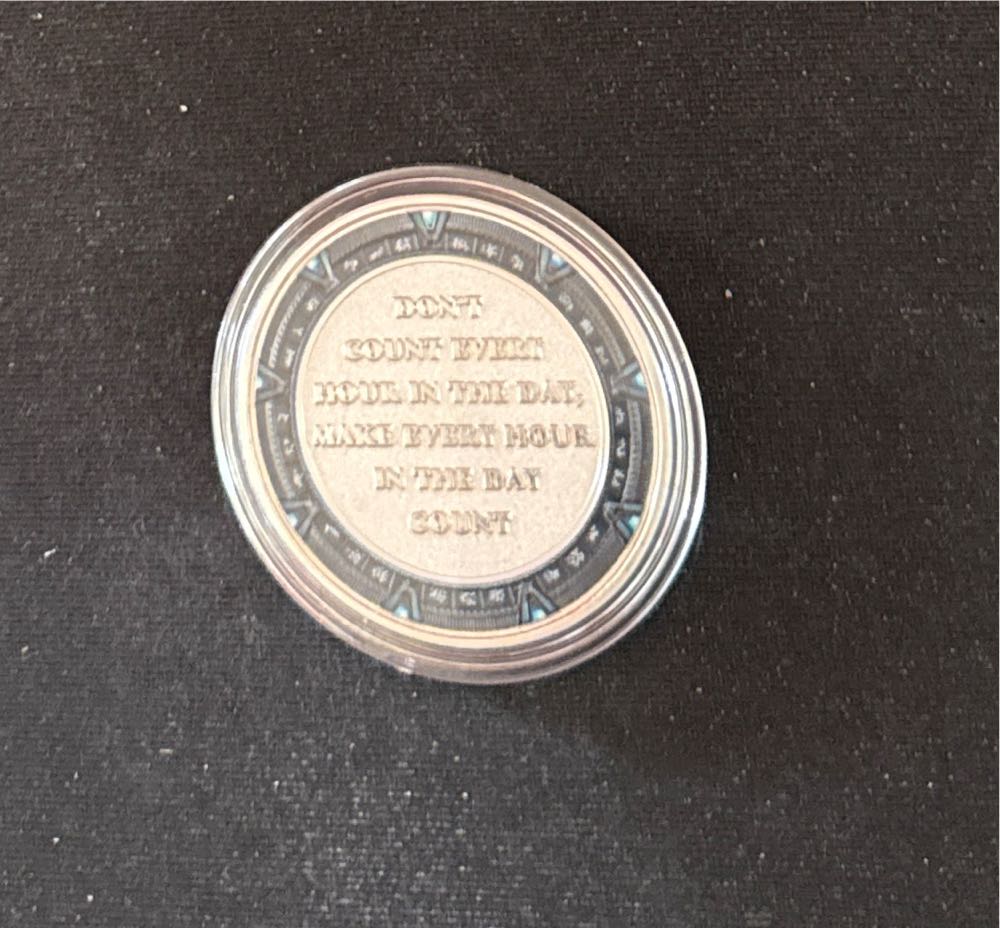 DON'T
COUNT EVERY
HOUR IN THE DAY,
MAKE EVERY HOUR
IN THE DAY
COUNT